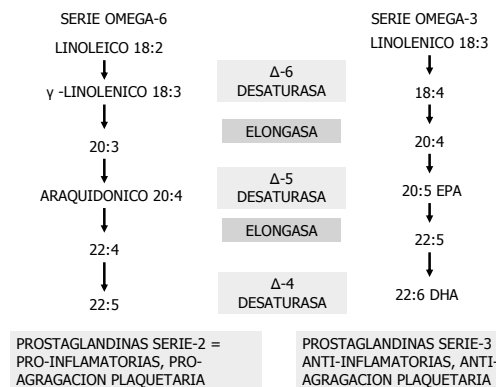 SERIE OMEGA-6
LINOLEICO 18:2
γ -LINOLENICO 18:3
20:3
ARAQUIDONICO 20:4
22:4
22:5
Δ-6
DESATURASA
ELONGASA
Δ-5
DESATURASA
ELONGASA
Δ-4
DESATURASA
SERIE OMEGA-3
LINOLENICO 18:3
18:4
20:4
20:5 EPA
22:5
22:6 DHA
PROSTAGLANDINAS SERIE-2 =
PRO-INFLAMATORIAS, PRO-
AGRAGACION PLAQUETARIA
PROSTAGLANDINAS SERIE-3
ANTI-INFLAMATORIAS, ANTI-
AGRAGACION PLAQUETARIA